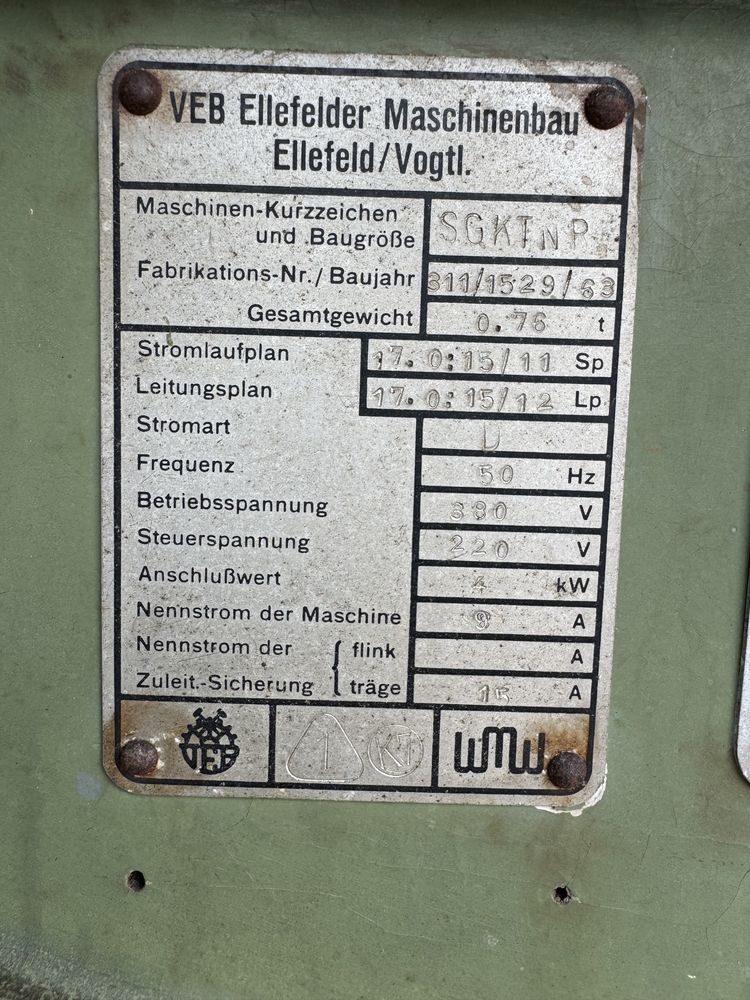 VEB Ellefelder Maschinenbau
Ellefeld/Vogtl.
Maschinen-Kurzzeichen
und Baugröße SGKTNP
Fabrikations-Nr./Baujahr 311/1529/63
Gesamtgewicht 0.76 t
Stromlaufplan 17. 0:15/11 Sp
Leitungsplan 17. 0:15/12 Lp
Stromart
Frequenz 50 Hz
Betriebsspannung 380 V
Steuerspannung 220 V
Anschlußwert 4 kW
Nennstrom der Maschine A
Nennstrom der { flink A
Zuleit.-Sicherung träge 15 A
VEB 1 KT WMW